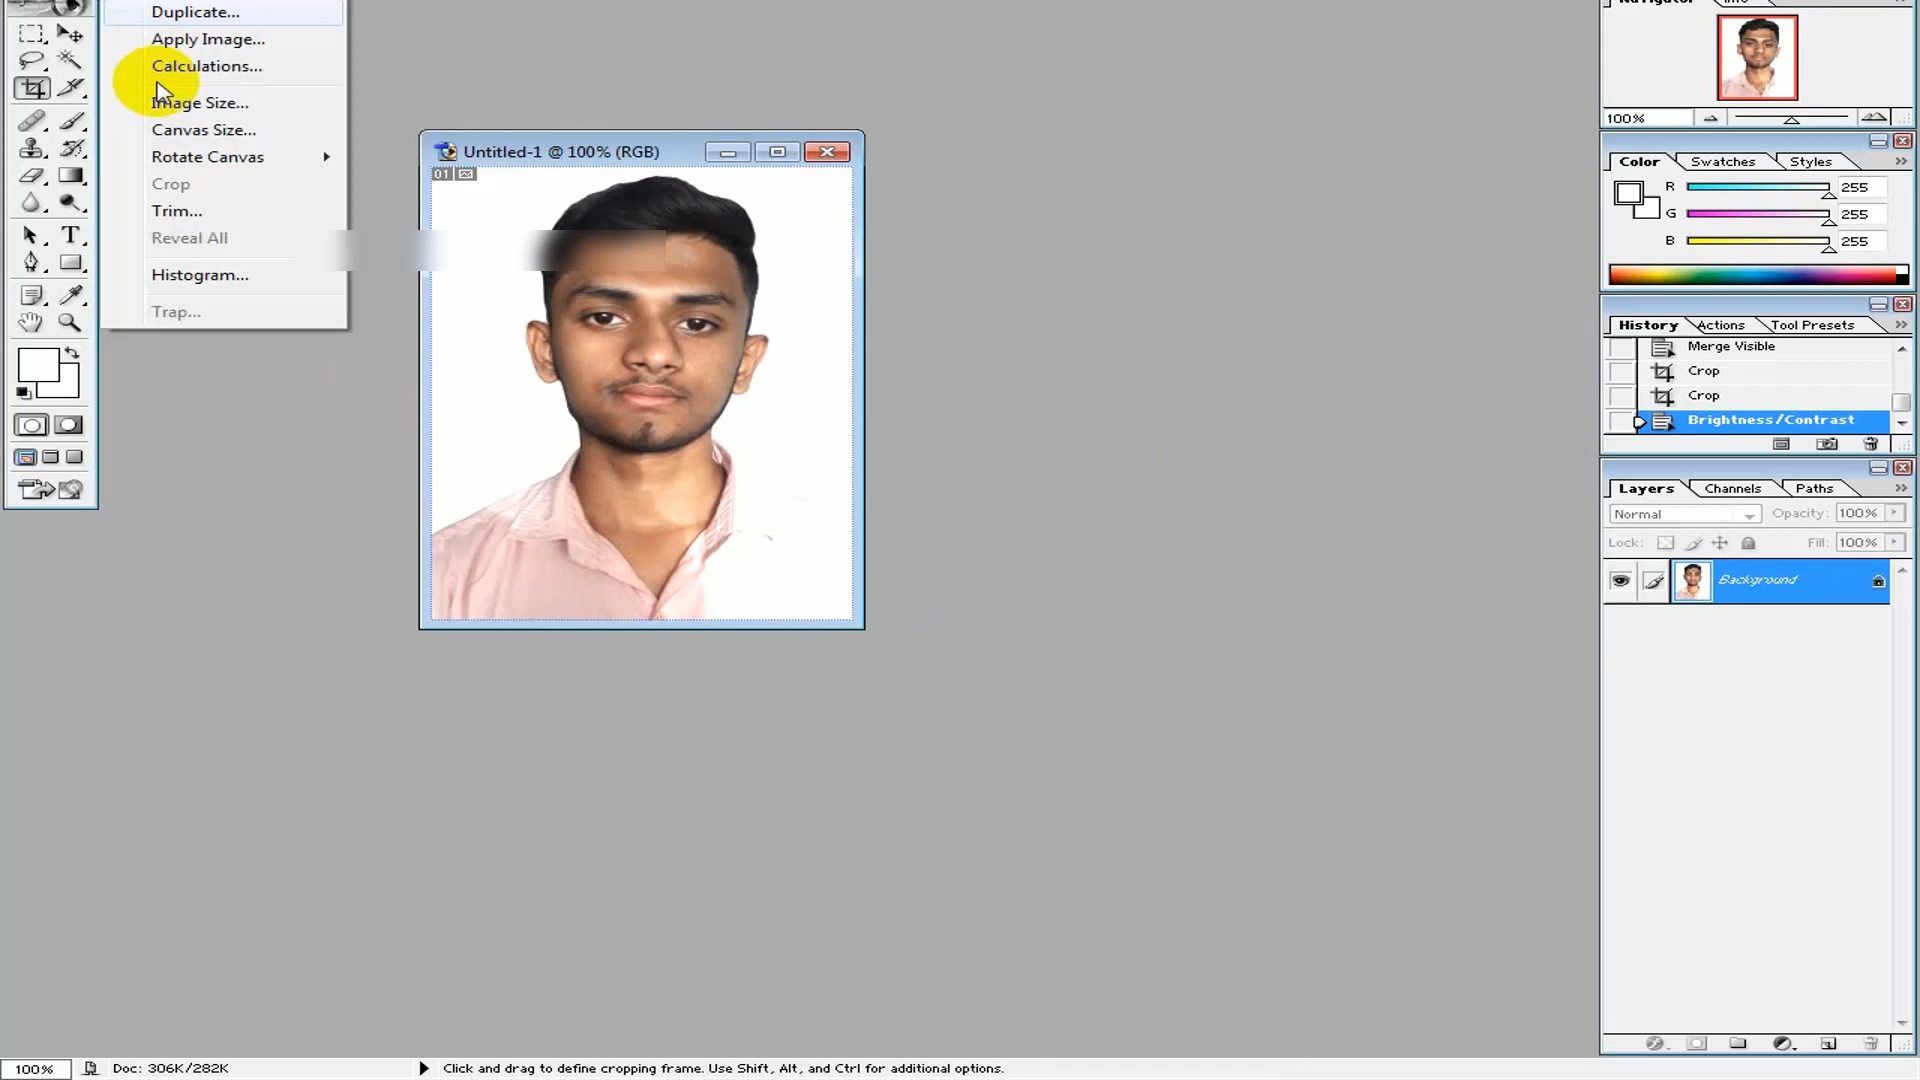 Duplicate...
Apply Image...
Calculations...
Image Size...
Canvas Size...
Rotate Canvas
Crop
Trim...
Reveal All
Histogram...
Trap...
Untitled-1 @ 100% (RGB)
01
100%
Color
Swatches
Styles
R
255
G
255
B
255
History
Actions
Tool Presets
Merge Visible
Crop
Crop
Brightness/Contrast
Layers
Channels
Paths
Normal
Opacity: 100%
Lock:
Fill: 100%
Background
100%
Doc: 306K/282K
Click and drag to define cropping frame. Use Shift, Alt, and Ctrl for additional options.